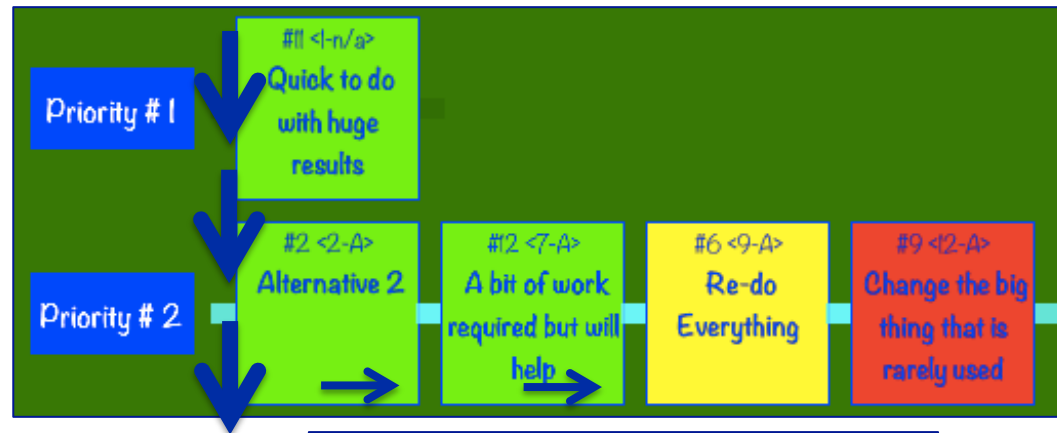 #11 <1-n/a>
Quick to do
with huge
results
Priority # 1
#2 <2-A>
Alternative 2
#12 <7-A>
A bit of work
required but will
help
#6 <9-A>
Re-do
Everything
#9 <12-A>
Change the big
thing that is
rarely used
Priority # 2